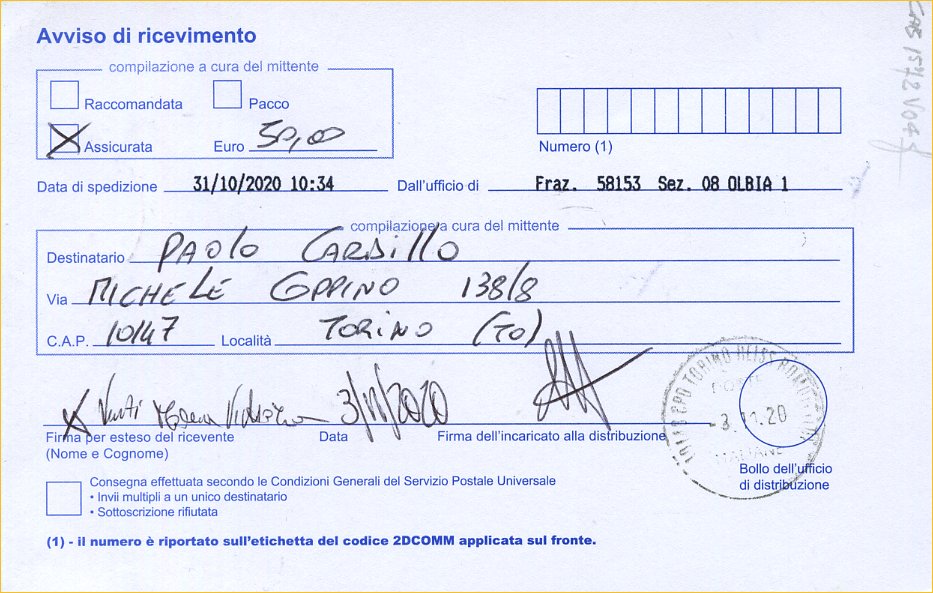 Avviso di ricevimento
compilazione a cura del mittente
Raccomandata Pacco
Assicurata Euro 50,00
Numero (1)
Data di spedizione 31/10/2020 10:34 Dall'ufficio di Fraz. 58153 Sez. 08 OLBIA 1
compilazione a cura del mittente
Destinatario PAOLO CARDILLO
Via MICHELE COPPINO 138/8
C.A.P. 10147 Località TORINO (TO)
3/11/2020
-3.11.20
Firma per esteso del ricevente Data Firma dell'incaricato alla distribuzione
(Nome e Cognome)
Bollo dell'ufficio
di distribuzione
Consegna effettuata secondo le Condizioni Generali del Servizio Postale Universale
• Invii multipli a un unico destinatario
• Sottoscrizione rifiutata
(1) - il numero è riportato sull'etichetta del codice 2DCOMM applicata sul fronte.